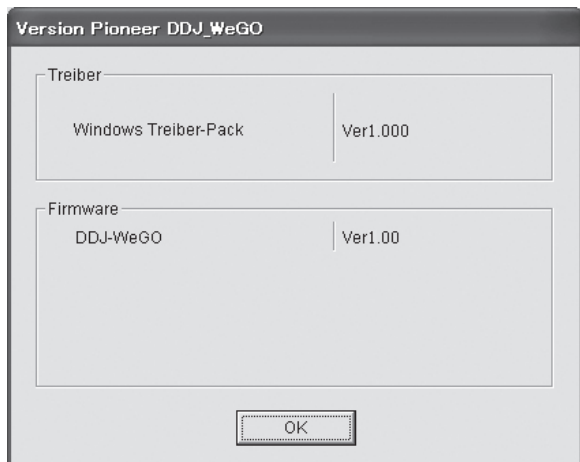 Version Pioneer DDJ_WeGO
Treiber
Windows Treiber-Pack Ver1.000
Firmware
DDJ-WeGO Ver1.00
OK